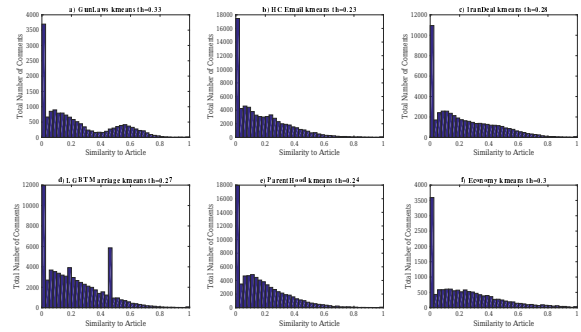 a) GunLaws kmeans th=0.33
Total Number of Comments
4000
3500
3000
2500
2000
1500
1000
500
0
0 0.2 0.4 0.6 0.8 1
Similarity to Article
b) HC Email kmeans th=0.23
Total Number of Comments
18000
16000
14000
12000
10000
8000
6000
4000
2000
0
0 0.2 0.4 0.6 0.8 1
Similarity to Article
c) IranDeal kmeans th=0.28
Total Number of Comments
12000
10000
8000
6000
4000
2000
0
0 0.2 0.4 0.6 0.8 1
Similarity to Article
d) LGBTMarriage kmeans th=0.27
Total Number of Comments
12000
10000
8000
6000
4000
2000
0
0 0.2 0.4 0.6 0.8 1
Similarity to Article
e) ParentHood kmeans th=0.24
Total Number of Comments
18000
16000
14000
12000
10000
8000
6000
4000
2000
0
0 0.2 0.4 0.6 0.8 1
Similarity to Article
f) Economy kmeans th=0.3
Total Number of Comments
4000
3500
3000
2500
2000
1500
1000
500
0
0 0.2 0.4 0.6 0.8 1
Similarity to Article